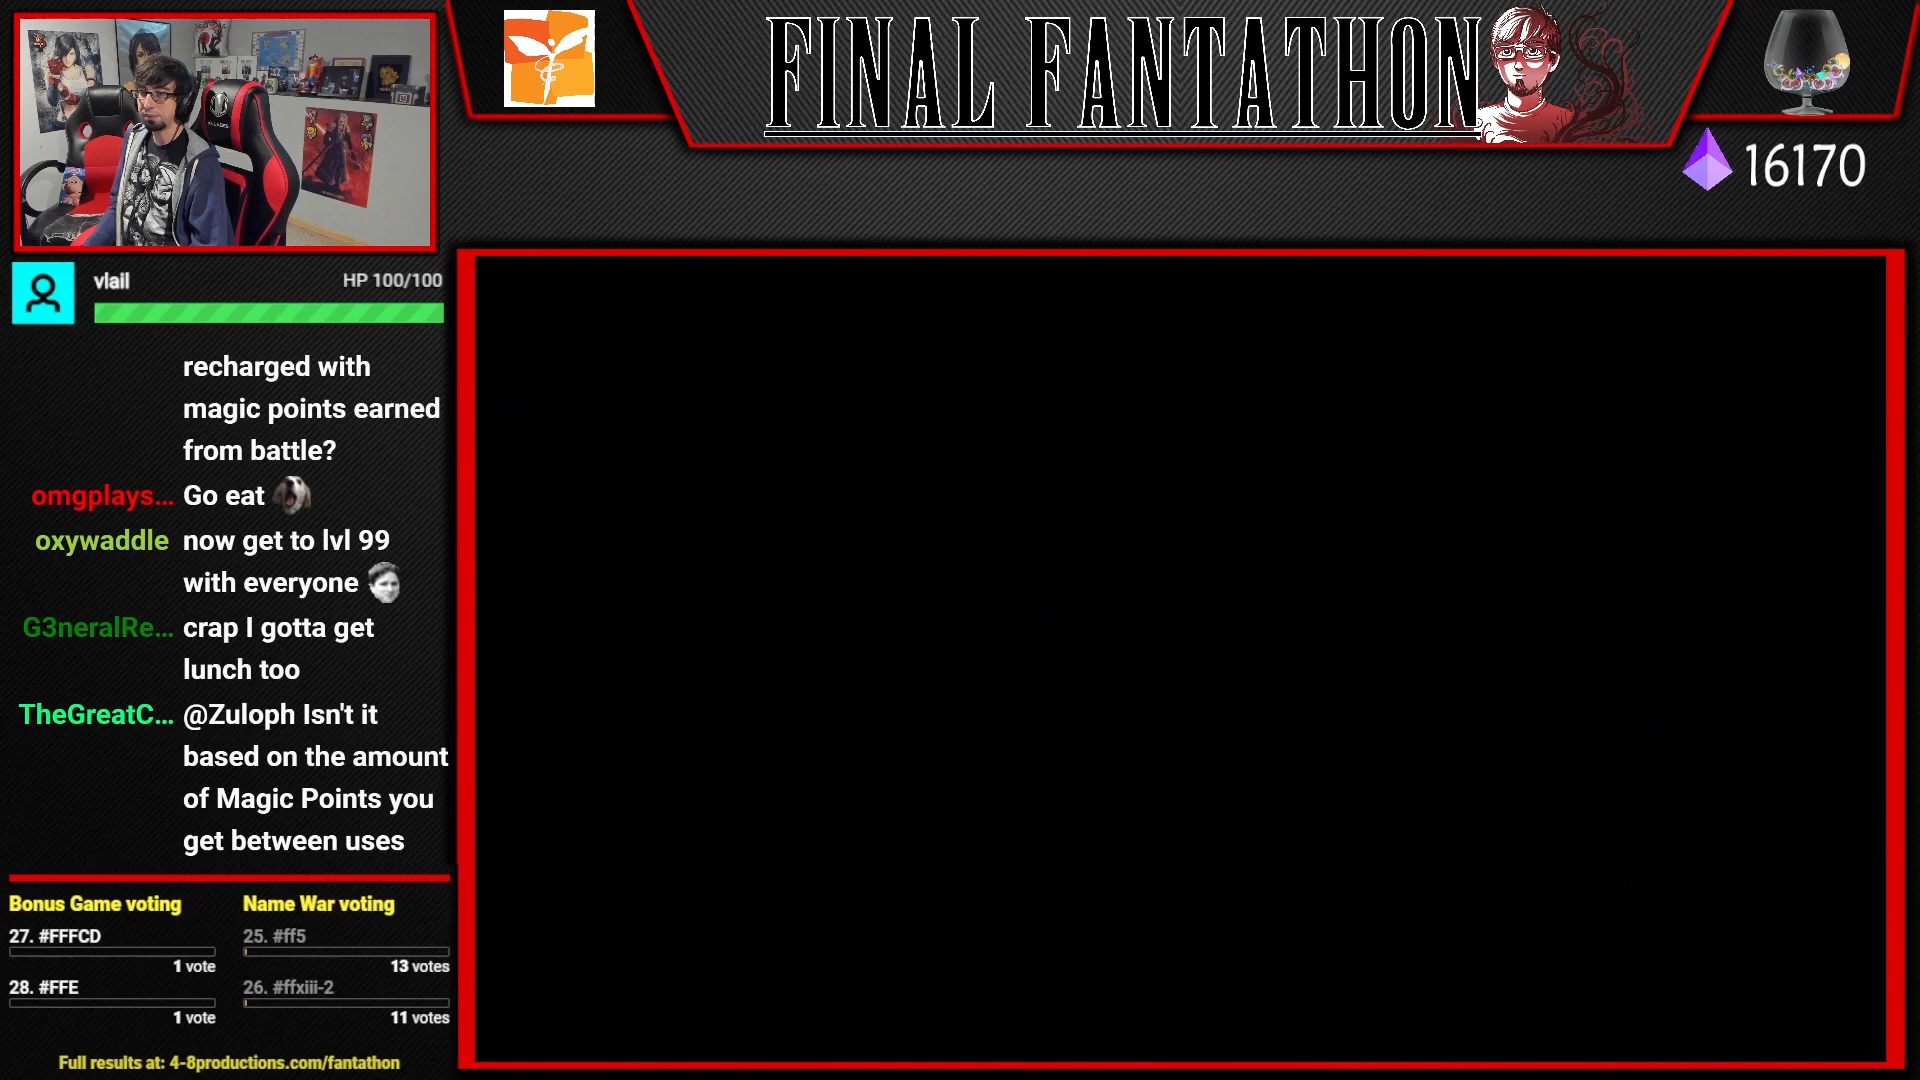 FINAL FANTATHON
16170
vlail HP 100/100
recharged with
magic points earned
from battle?
omgplays... Go eat
oxywaddle now get to lvl 99
with everyone
G3neralRe... crap I gotta get
lunch too
TheGreatC... @Zuloph Isn't it
based on the amount
of Magic Points you
get between uses
Bonus Game voting
27. #FFFCD
1 vote
28. #FFE
1 vote
Name War voting
25. #ff5
13 votes
26. #ffxiii-2
11 votes
Full results at: 4-8productions.com/fantathon